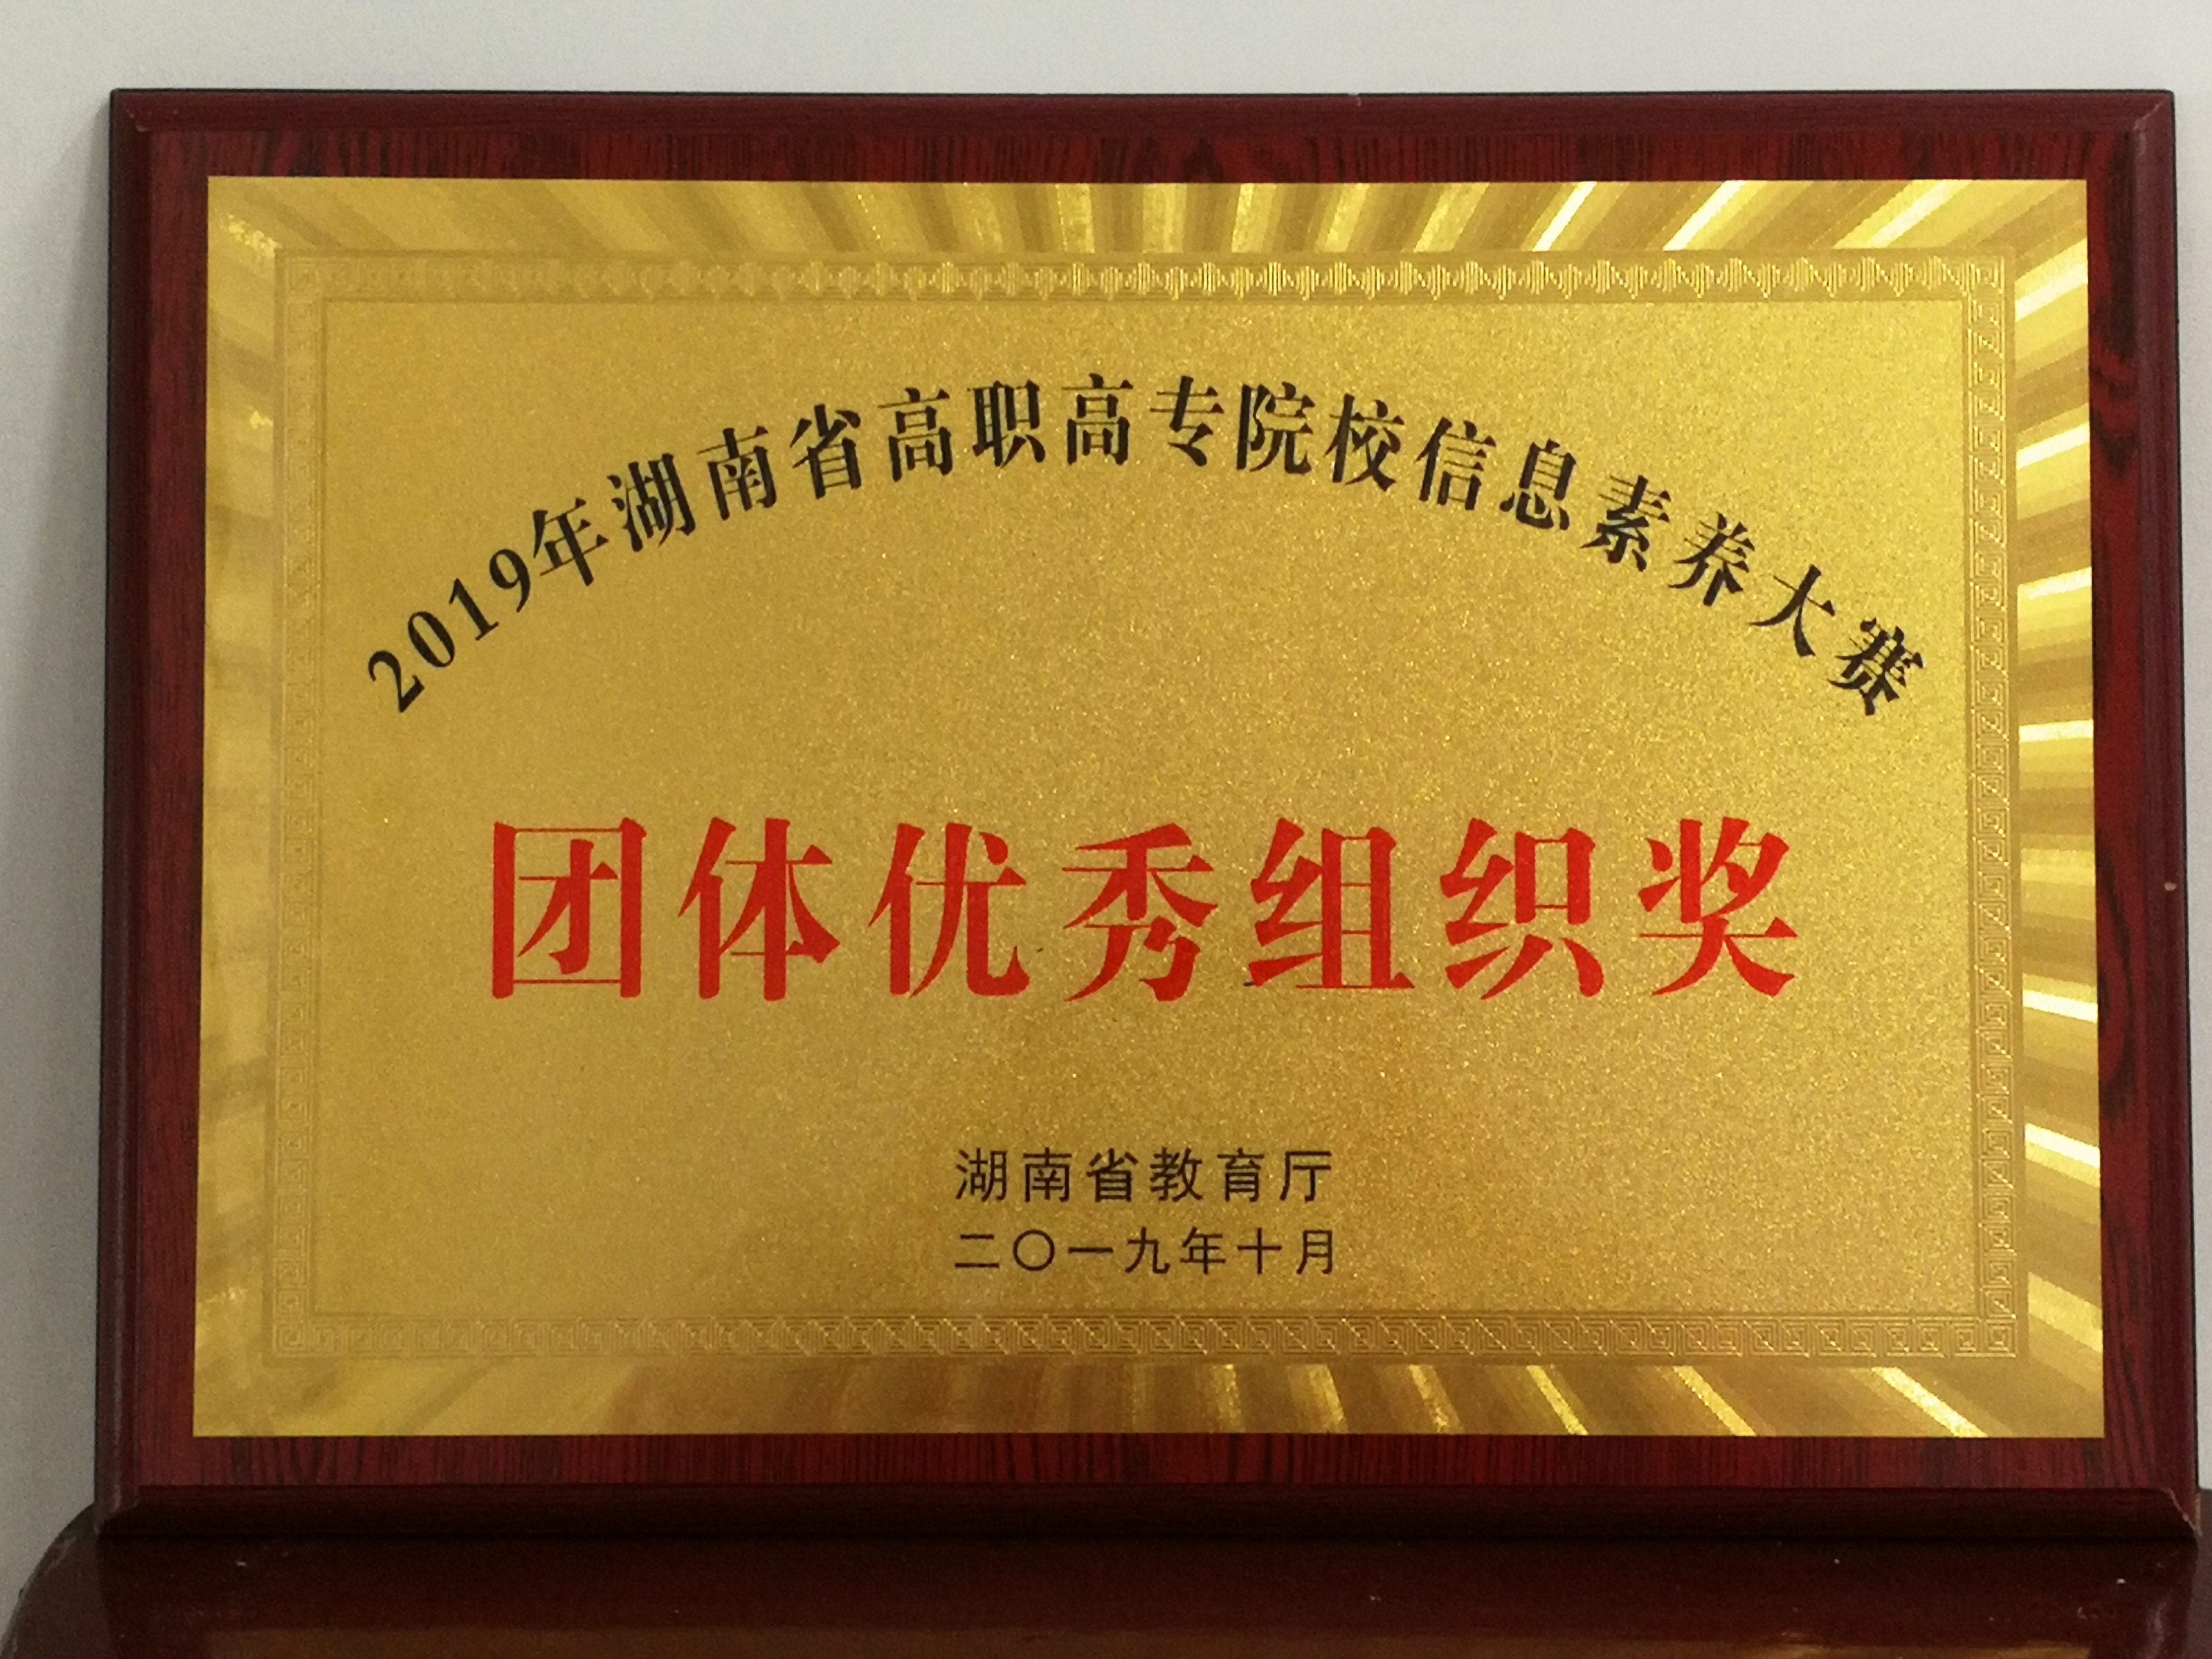 2019年湖南省高职高专院校信息素养大赛
团体优秀组织奖
湖南省教育厅
二〇一九年十月